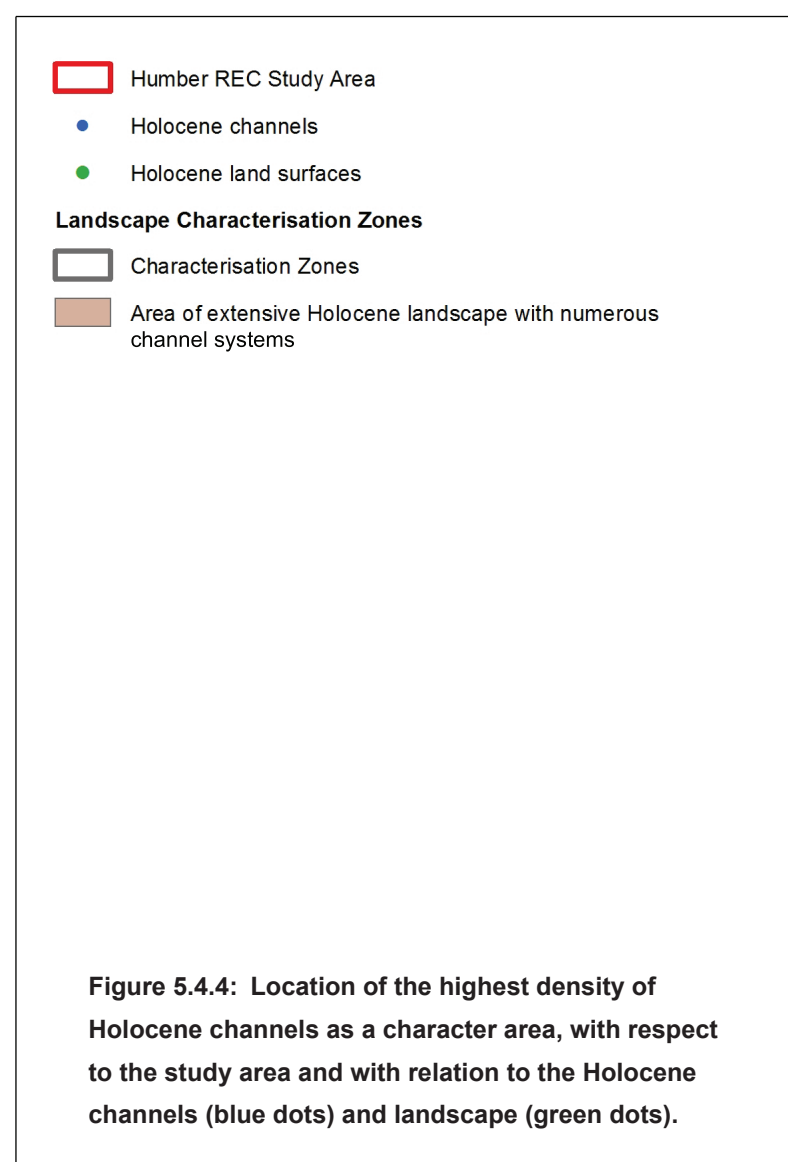 Humber REC Study Area
Holocene channels
Holocene land surfaces
Landscape Characterisation Zones
Characterisation Zones
Area of extensive Holocene landscape with numerous
channel systems
Figure 5.4.4:  Location of the highest density of
Holocene channels as a character area, with respect
to the study area and with relation to the Holocene
channels (blue dots) and landscape (green dots).